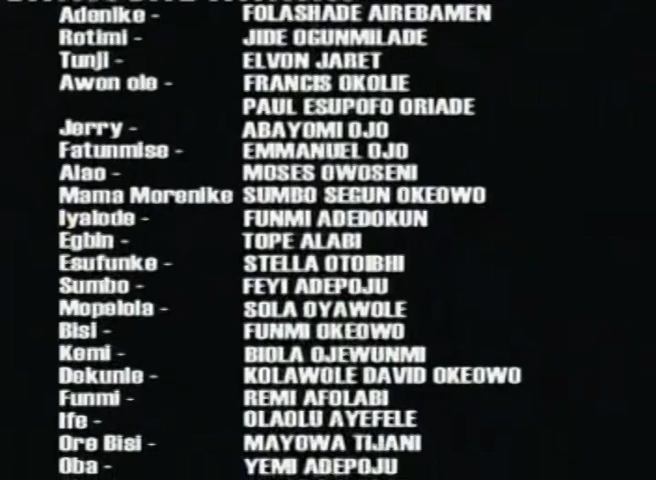 Adenike - FOLASHADE AIREBAMEN
Rotimi - JIDE OGUNMILADE
Tunji - ELVON JARET
Awon ole - FRANCIS OKOLIE
PAUL ESUPOFO ORIADE
Jerry - ABAYOMI OJO
Fatunmise - EMMANUEL OJO
Alao - MOSES OWOSENI
Mama Morenike SUMBO SEGUN OKEOWO
Iyalode - FUNMI ADEDOKUN
Egbin - TOPE ALABI
Esufunke - STELLA OTOIBHI
Sumbo - FEYI ADEPOJU
Mopelola - SOLA OYAWOLE
Bisi - FUNMI OKEOWO
Kemi - BIOLA OJEWUNMI
Dekunle - KOLAWOLE DAVID OKEOWO
Funmi - REMI AFOLABI
Ife - OLAOLU AYEFELE
Ore Bisi - MAYOWA TIJANI
Oba - YEMI ADEPOJU